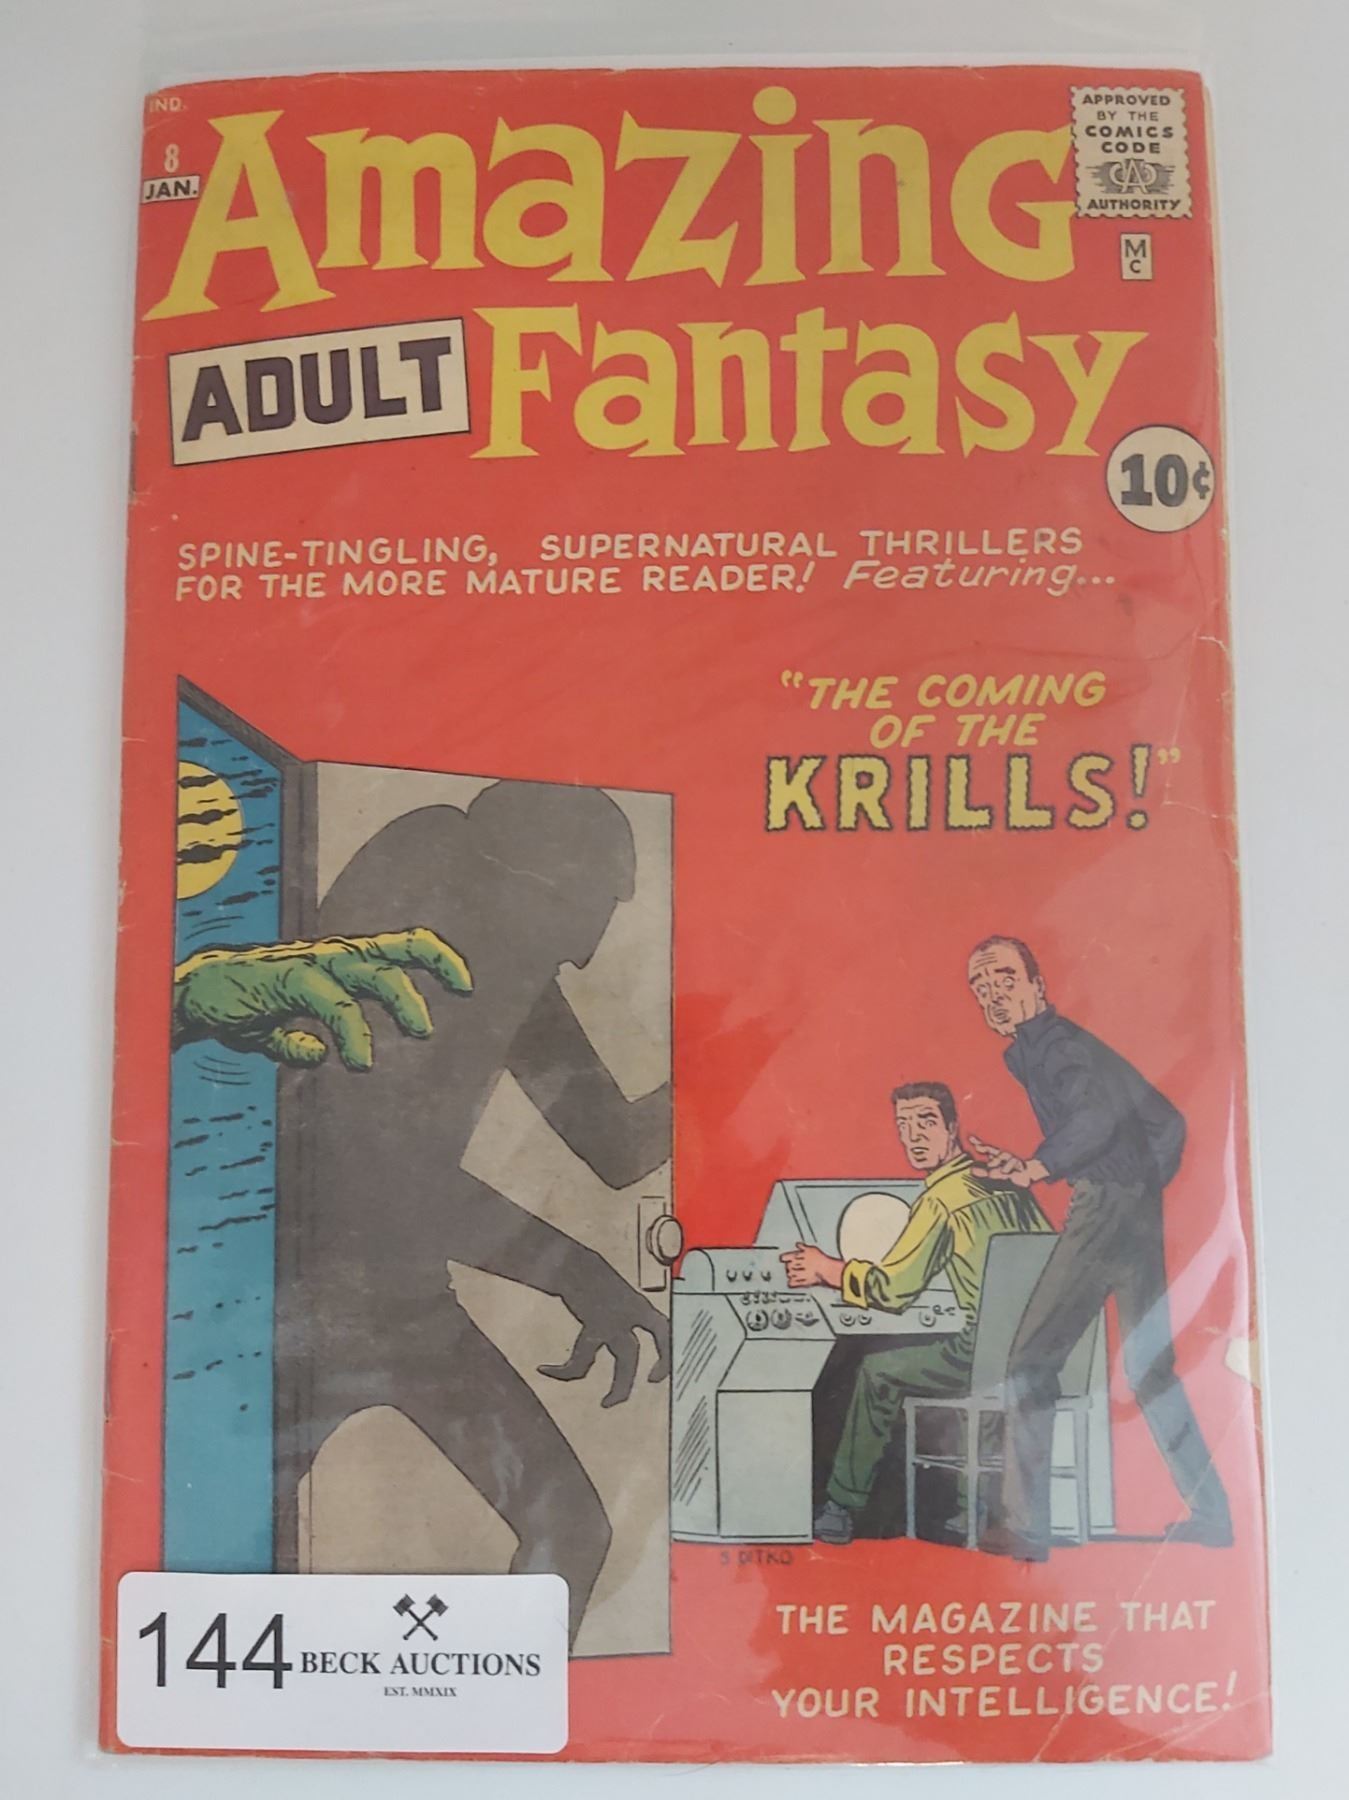 IND.
8
JAN.
Amazing
ADULT Fantasy
APPROVED
BY THE
COMICS
CODE
CA
AUTHORITY
M
C
10¢
SPINE-TINGLING, SUPERNATURAL THRILLERS
FOR THE MORE MATURE READER! Featuring...
"THE COMING
OF THE
KRILLS!"
S. DITKO
THE MAGAZINE THAT
RESPECTS
YOUR INTELLIGENCE!
144
BECK AUCTIONS
EST. MMXIX